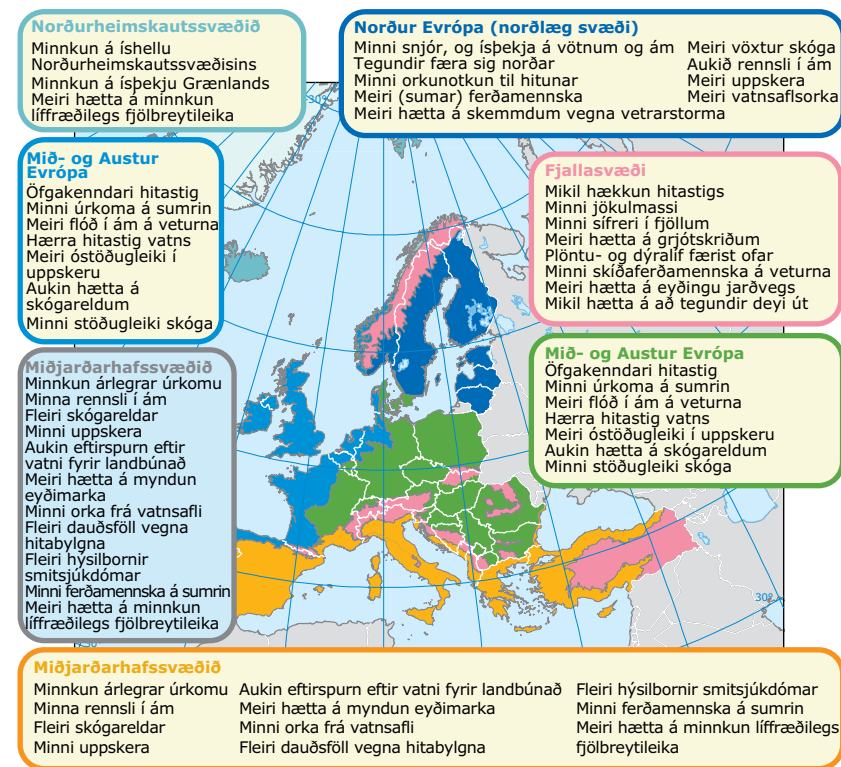 Norðurheimskautssvæðið
Minnkun á íshellu
Norðurheimskautssvæðisins
Minnkun á ísþekju Grænlands
Meiri hætta á minnkun
líffræðilegs fjölbreytileika
Norður Evrópa (norðlæg svæði)
Minni snjór, og ísþekja á vötnum og ám
Tegundir færa sig norðar
Minni orkunotkun til hitunar
Meiri (sumar) ferðamennska
Meiri hætta á skemmdum vegna vetrarstorma
Meiri vöxtur skóga
Aukið rennsli í ám
Meiri uppskera
Meiri vatnsaflsorka
Mið- og Austur
Evrópa
Öfgakenndari hitastig
Minni úrkoma á sumrin
Meiri flóð í ám á veturna
Hærra hitastig vatns
Meiri óstöðugleiki í
uppskeru
Aukin hætta á
skógareldum
Minni stöðugleiki skóga
Fjallasvæði
Mikil hækkun hitastigs
Minni jökulmassi
Minni sífreri í fjöllum
Meiri hætta á grjótskriðum
Plöntu- og dýralíf færist ofar
Minni skíðaferðamennska á veturna
Meiri hætta á eyðingu jarðvegs
Mikil hætta á að tegundir deyi út
Miðjarðarhafssvæðið
Minnkun árlegrar úrkomu
Minna rennsli í ám
Fleiri skógareldar
Minni uppskera
Aukin eftirspurn eftir
vatni fyrir landbúnað
Meiri hætta á myndun
eyðimarka
Minni orka frá vatnsafli
Fleiri dauðsföll vegna
hitabylgna
Fleiri hýsilbornir
smitsjúkdómar
Minni ferðamennska á sumrin
Meiri hætta á minnkun
líffræðilegs fjölbreytileika
Mið- og Austur Evrópa
Öfgakenndari hitastig
Minni úrkoma á sumrin
Meiri flóð í ám á veturna
Hærra hitastig vatns
Meiri óstöðugleiki í uppskeru
Aukin hætta á skógareldum
Minni stöðugleiki skóga
30°
Miðjarðarhafssvæðið
Minnkun árlegrar úrkomu
Minna rennsli í ám
Fleiri skógareldar
Minni uppskera
Aukin eftirspurn eftir vatni fyrir landbúnað
Meiri hætta á myndun eyðimarka
Minni orka frá vatnsafli
Fleiri dauðsföll vegna hitabylgna
Fleiri hýsilbornir smitsjúkdómar
Minni ferðamennska á sumrin
Meiri hætta á minnkun líffræðilegs
fjölbreytileika